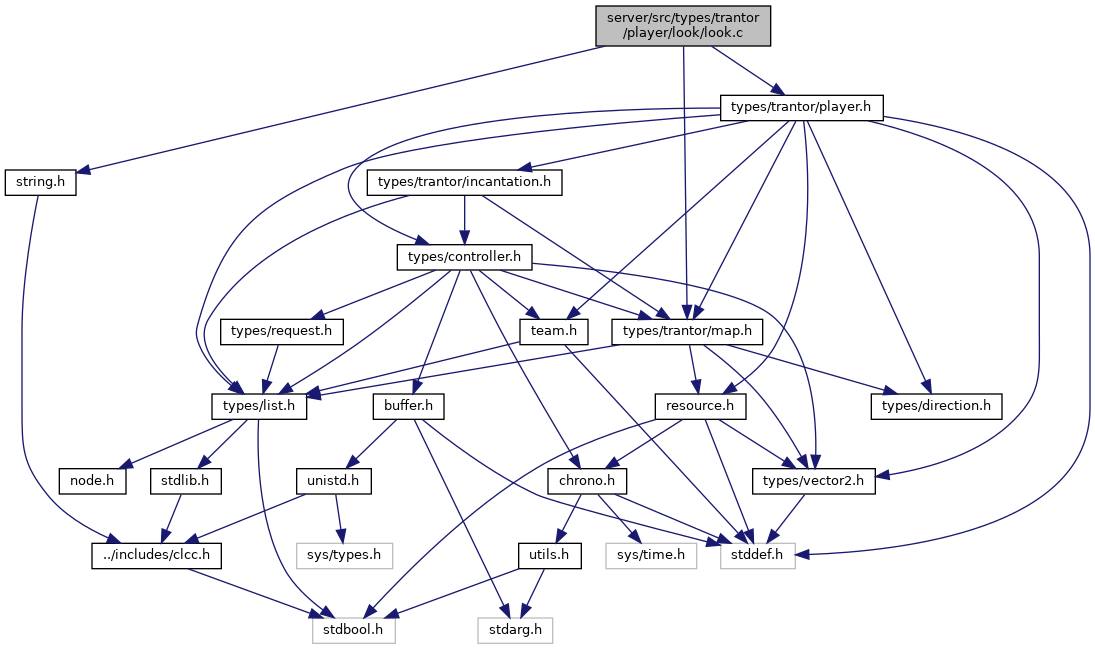 server/src/types/trantor
/player/look/look.c
types/trantor/player.h
string.h
types/trantor/incantation.h
types/controller.h
types/request.h
team.h
types/trantor/map.h
types/list.h
buffer.h
resource.h
types/direction.h
node.h
stdlib.h
unistd.h
chrono.h
types/vector2.h
../includes/clcc.h
sys/types.h
utils.h
sys/time.h
stddef.h
stdbool.h
stdarg.h